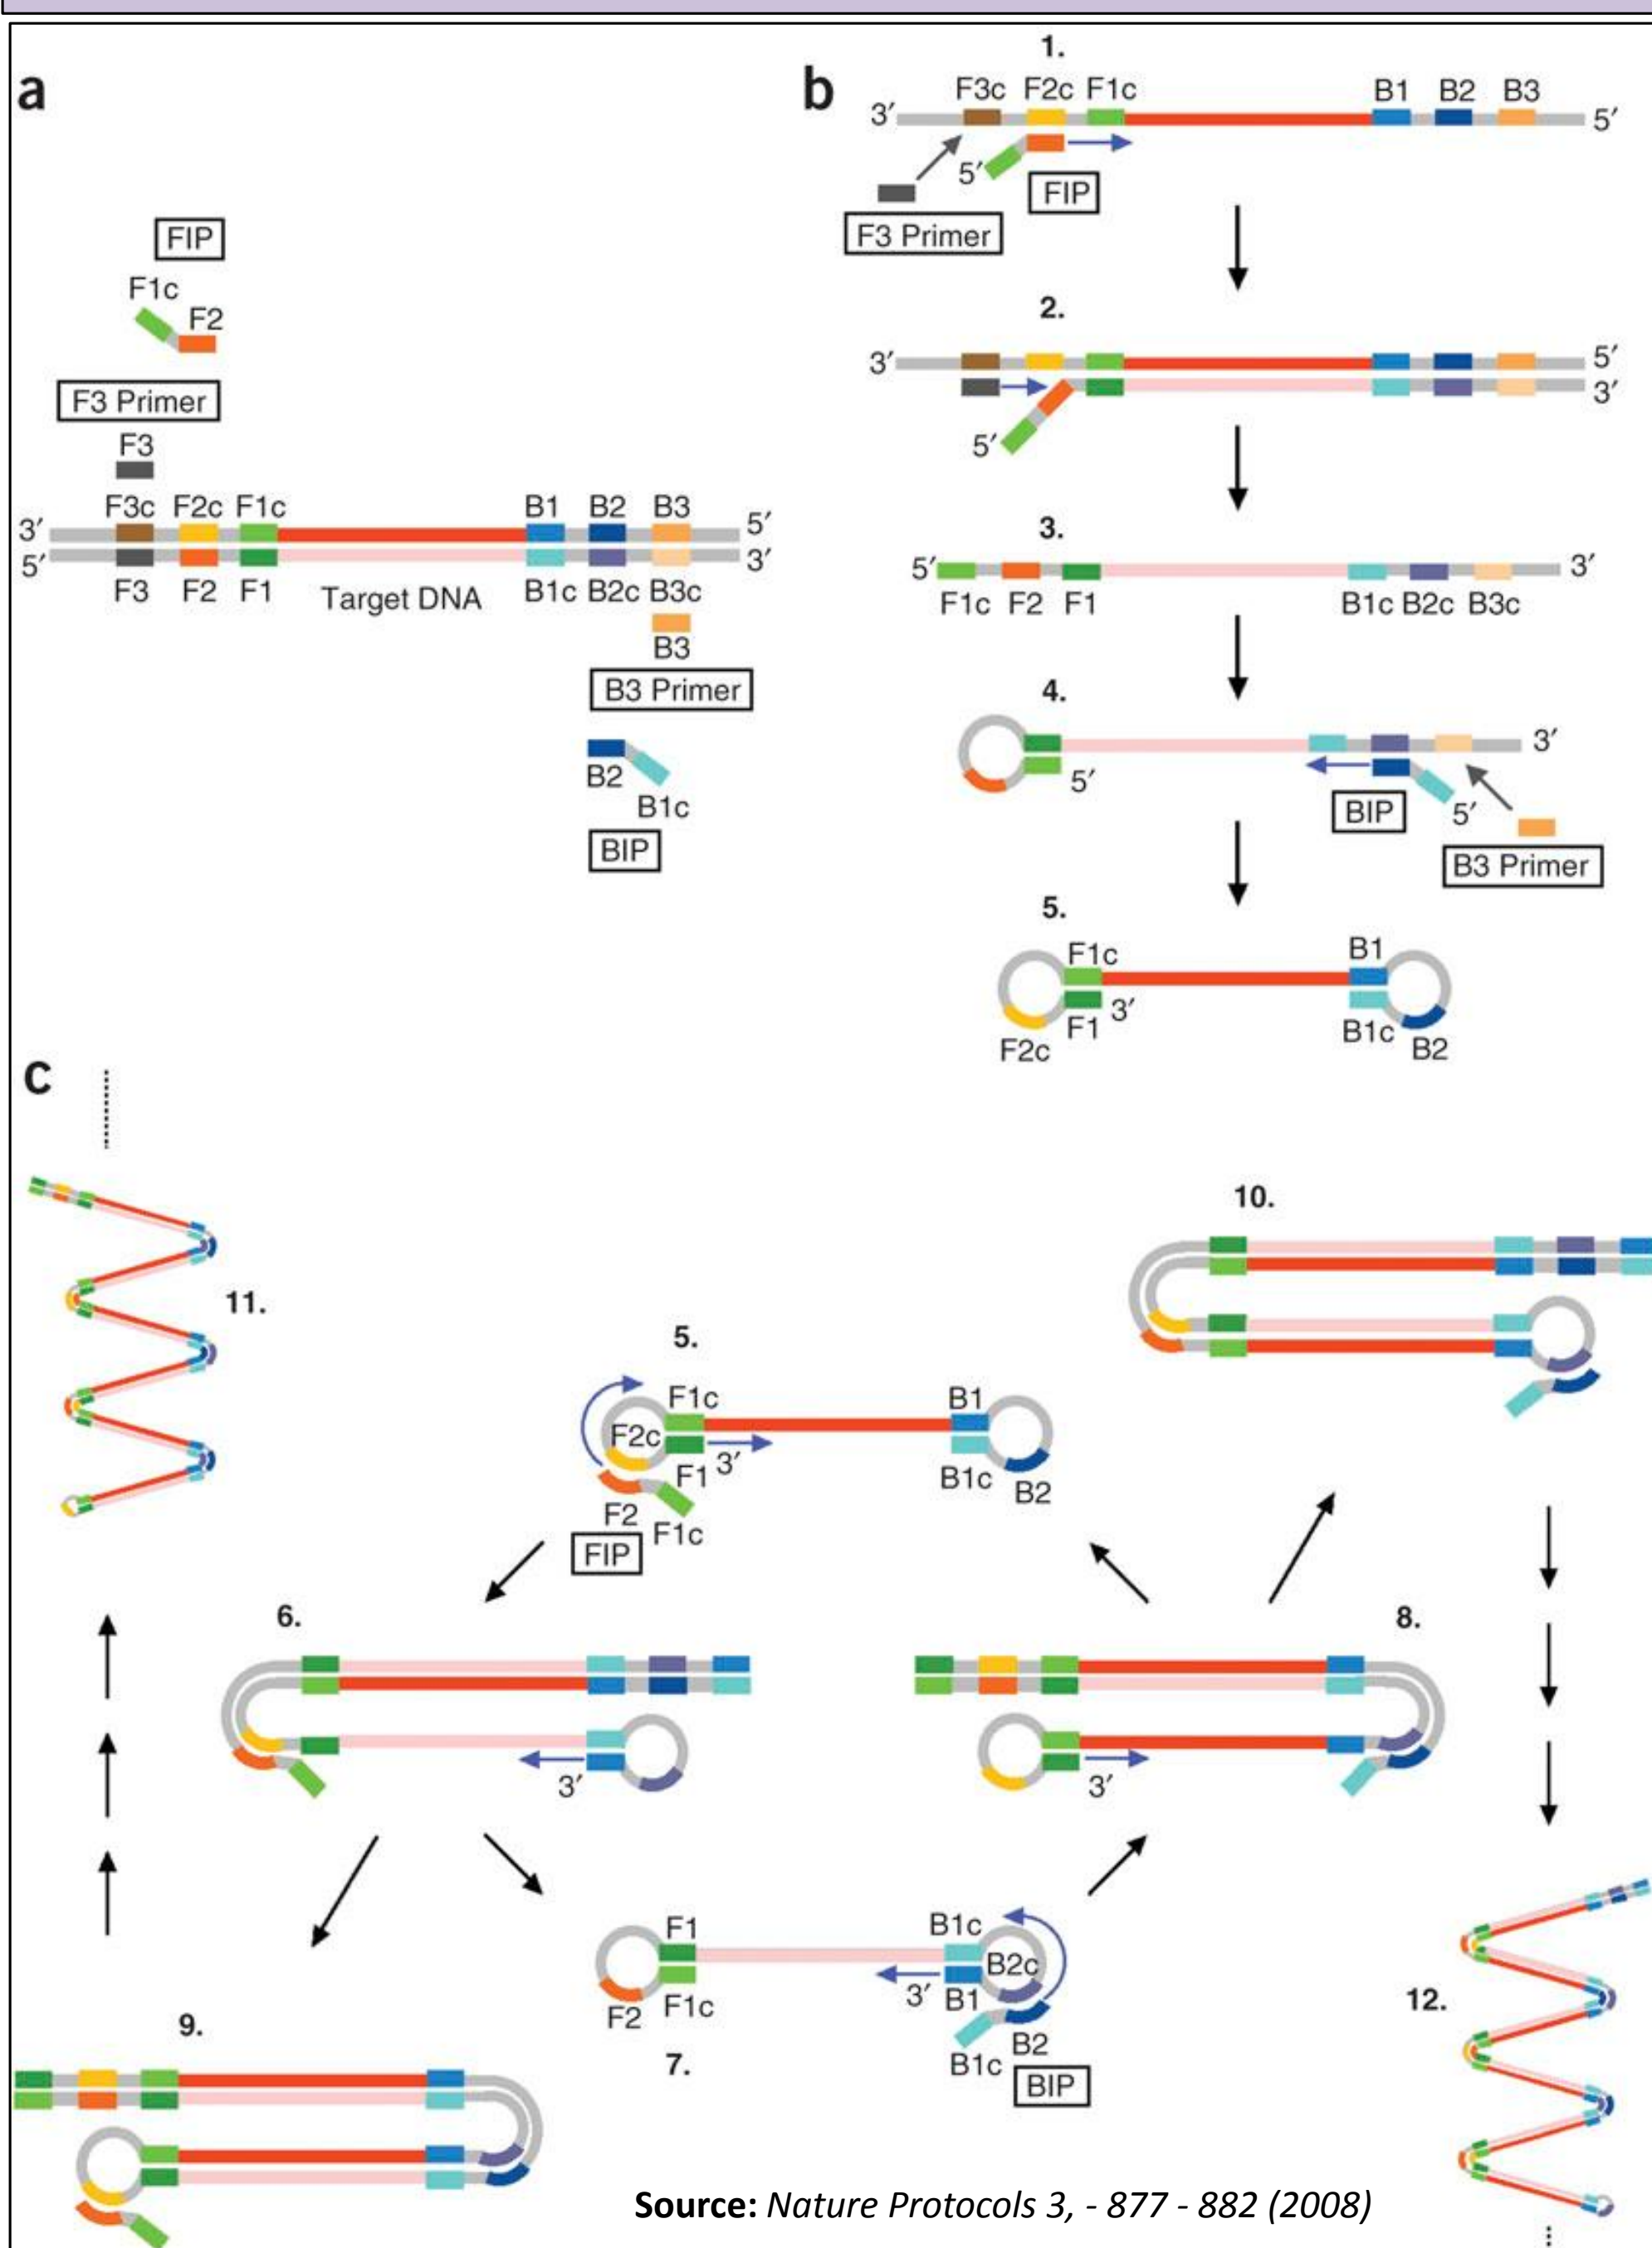 a
FIP
F1c
F2
F3 Primer
F3
F3c F2c F1c B1 B2 B3
3′ 5′
5′ 3′
F3 F2 F1 Target DNA B1c B2c B3c
B3
B3 Primer
B2
B1c
BIP
b
1.
F3c F2c F1c B1 B2 B3
3′ 5′
5′
FIP
F3 Primer
2.
3′ 5′
3′
5′
3.
5′ 3′
F1c F2 F1 B1c B2c B3c
4.
3′
5′
BIP 5′
B3 Primer
5.
F1c B1
3′
F1 B1c
F2c B2
c
10.
11.
5.
F1c B1
F2c
F1 3′ B1c
F2 B2
F1c
FIP
6.
3′
8.
3′
F1 B1c
B2c
3′ B1
F2 F1c
B2
B1c
7.
BIP
9.
12.
Source: Nature Protocols 3, - 877 - 882 (2008)